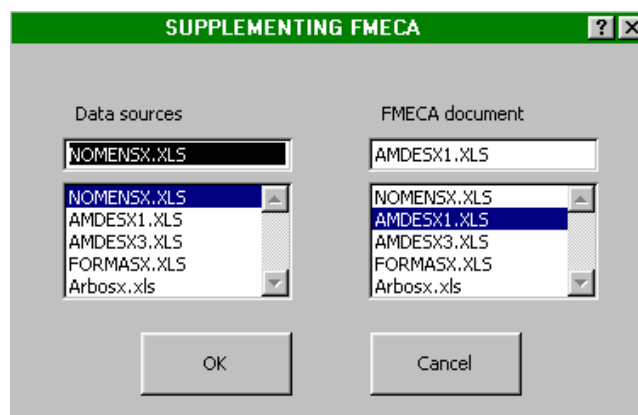 SUPPLEMENTING FMECA
Data sources
NOMENSX.XLS
NOMENSX.XLS
AMDESX1.XLS
AMDESX3.XLS
FORMASX.XLS
Arbosx.xls
FMECA document
AMDESX1.XLS
NOMENSX.XLS
AMDESX1.XLS
AMDESX3.XLS
FORMASX.XLS
Arbosx.xls
OK
Cancel